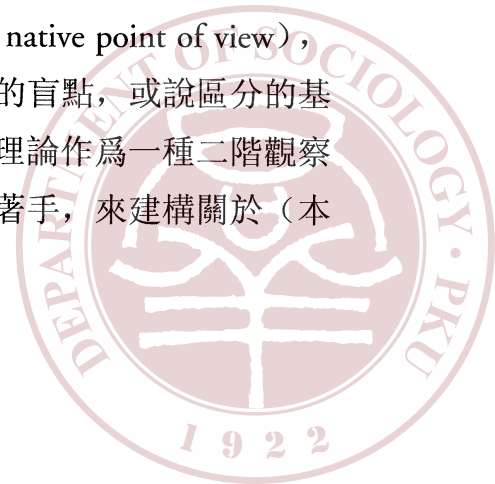 native point of view），
的盲點，或說區分的基
理論作爲一種二階觀察
著手，來建構關於（本
DEPARTMENT OF SOCIOLOGY · PKU
1922